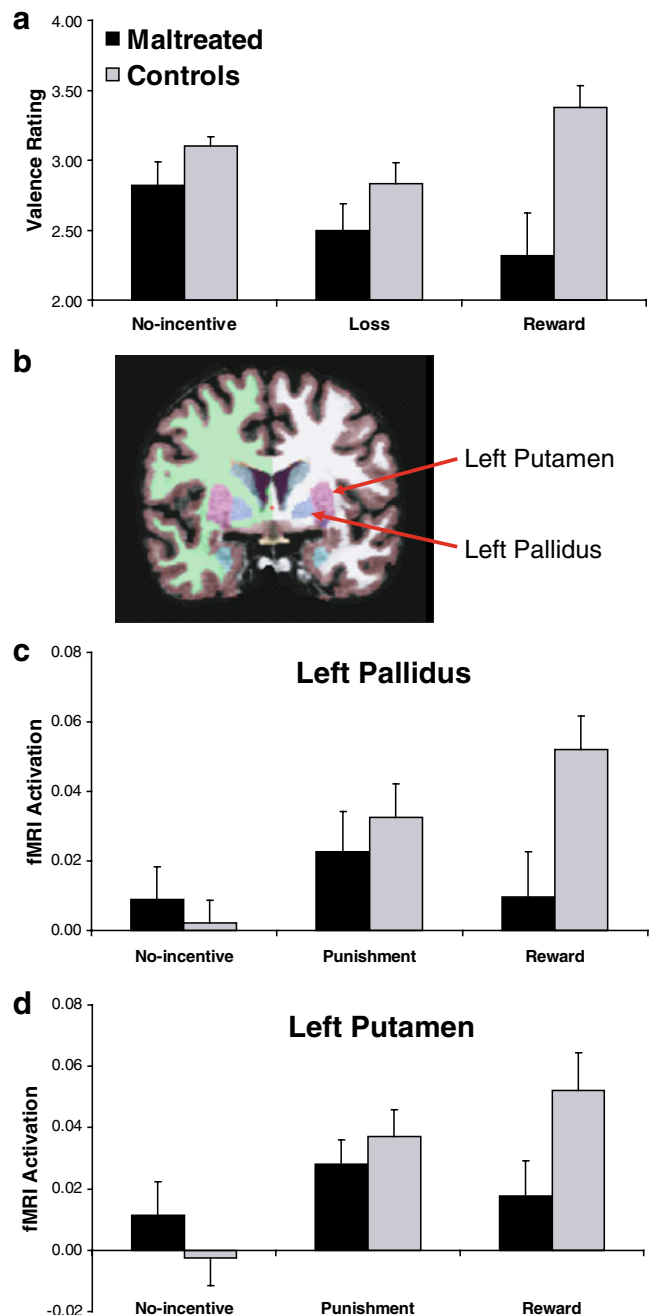 a
4.00
3.50
3.00
2.50
2.00
Valence Rating
Maltreated
Controls
No-incentive Loss Reward
b
Left Putamen
Left Pallidus
c
Left Pallidus
0.08
0.06
0.04
0.02
0.00
fMRI Activation
No-incentive Punishment Reward
d
Left Putamen
0.08
0.06
0.04
0.02
0.00
-0.02
fMRI Activation
No-incentive Punishment Reward